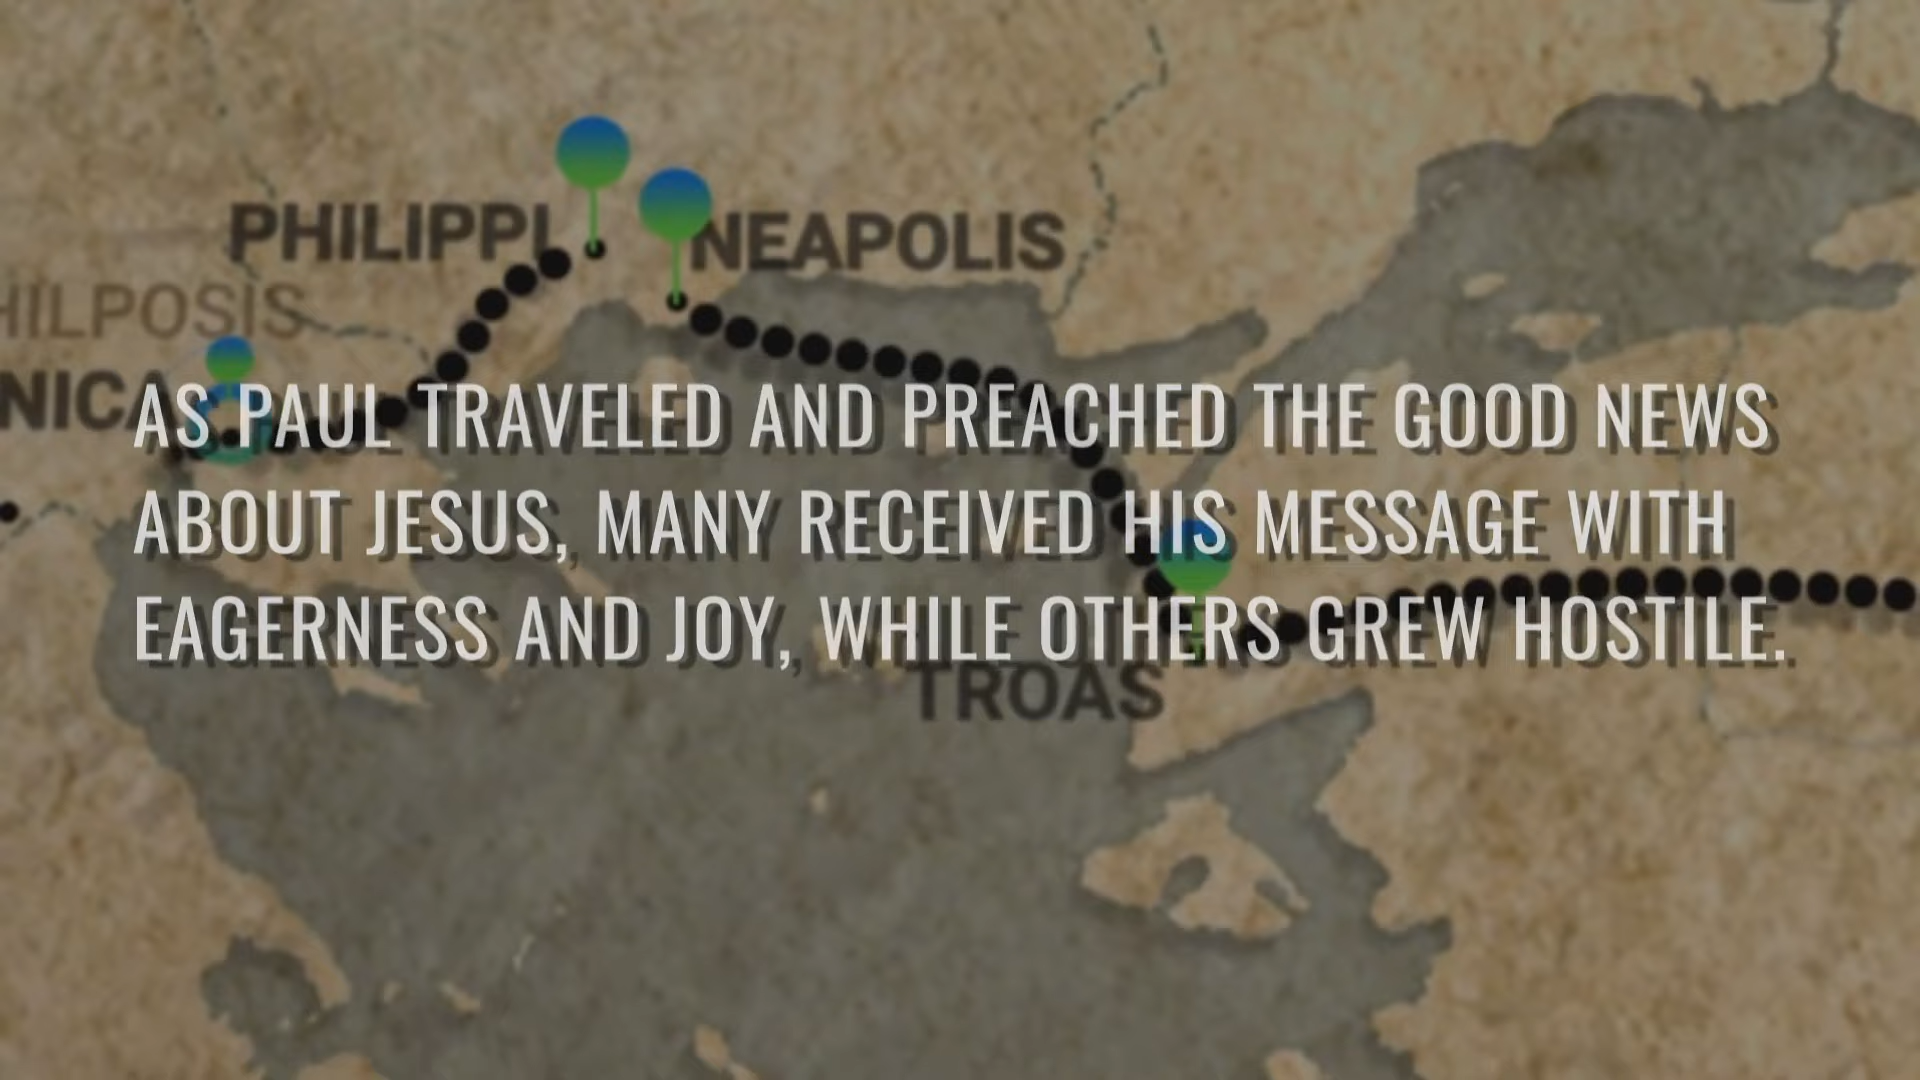 PHILIPPI
NEAPOLIS
HILPOSIS
NICA
AS PAUL TRAVELED AND PREACHED THE GOOD NEWS
ABOUT JESUS, MANY RECEIVED HIS MESSAGE WITH
EAGERNESS AND JOY, WHILE OTHERS GREW HOSTILE.
TROAS